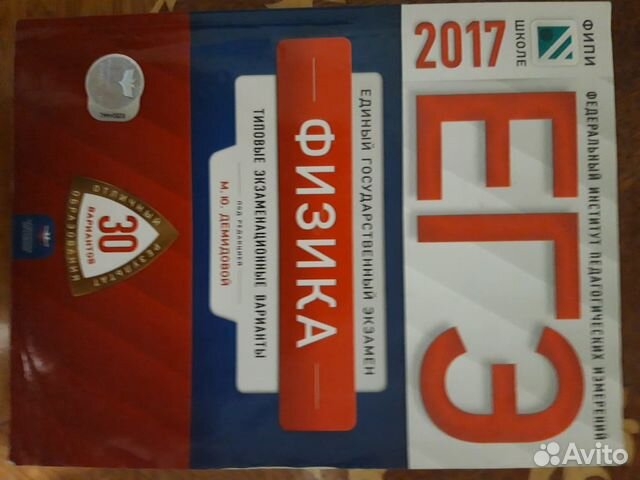 ФИПИ
ШКОЛЕ
ФЕДЕРАЛЬНЫЙ ИНСТИТУТ ПЕДАГОГИЧЕСКИХ ИЗМЕРЕНИЙ
2017
ЕГЭ
ЕДИНЫЙ ГОСУДАРСТВЕННЫЙ ЭКЗАМЕН
ФИЗИКА
ТИПОВЫЕ ЭКЗАМЕНАЦИОННЫЕ ВАРИАНТЫ
ПОД РЕДАКЦИЕЙ
М.Ю. ДЕМИДОВОЙ
30
ВАРИАНТОВ
РЕЗУЛЬТАТ
ОБРАЗОВАНИЯ
Avito